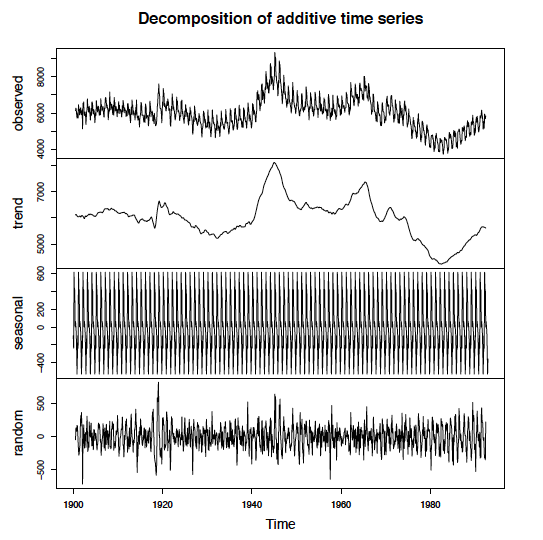 Decomposition of additive time series
observed
4000 6000 8000
trend
5000 7000
seasonal
-400 0 200 600
random
-500 0 500
1900 1920 1940 1960 1980
Time